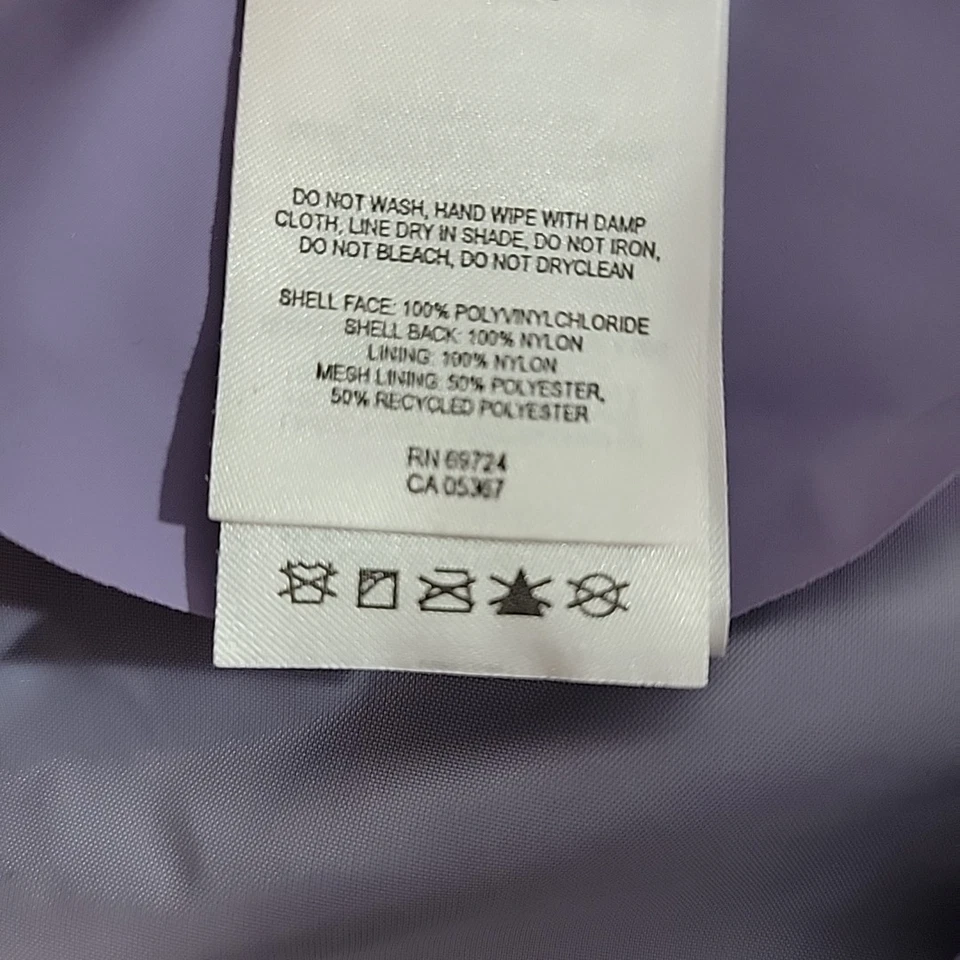 DO NOT WASH, HAND WIPE WITH DAMP
CLOTH, LINE DRY IN SHADE, DO NOT IRON,
DO NOT BLEACH, DO NOT DRYCLEAN
SHELL FACE: 100% POLYVINYLCHLORIDE
SHELL BACK: 100% NYLON
LINING: 100% NYLON
MESH LINING: 50% POLYESTER,
50% RECYCLED POLYESTER
RN 69724
CA 05367